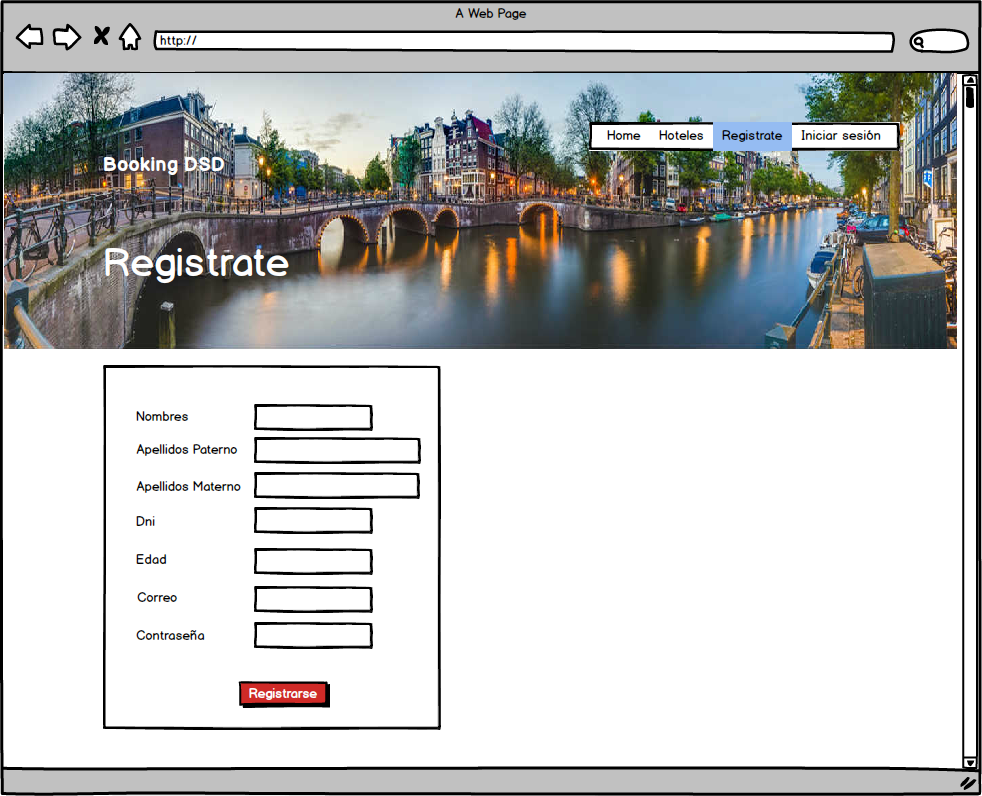 A Web Page
http://
Home Hoteles Registrate Iniciar sesión
Booking DSD
Registrate
Nombres
Apellidos Paterno
Apellidos Materno
Dni
Edad
Correo
Contraseña
Registrarse